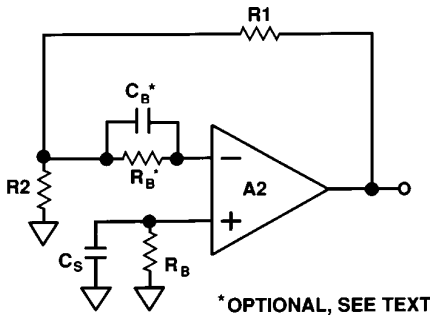 R1
C_B*
R_B*
R2
−
A2
+
C_S
R_B
*OPTIONAL, SEE TEXT